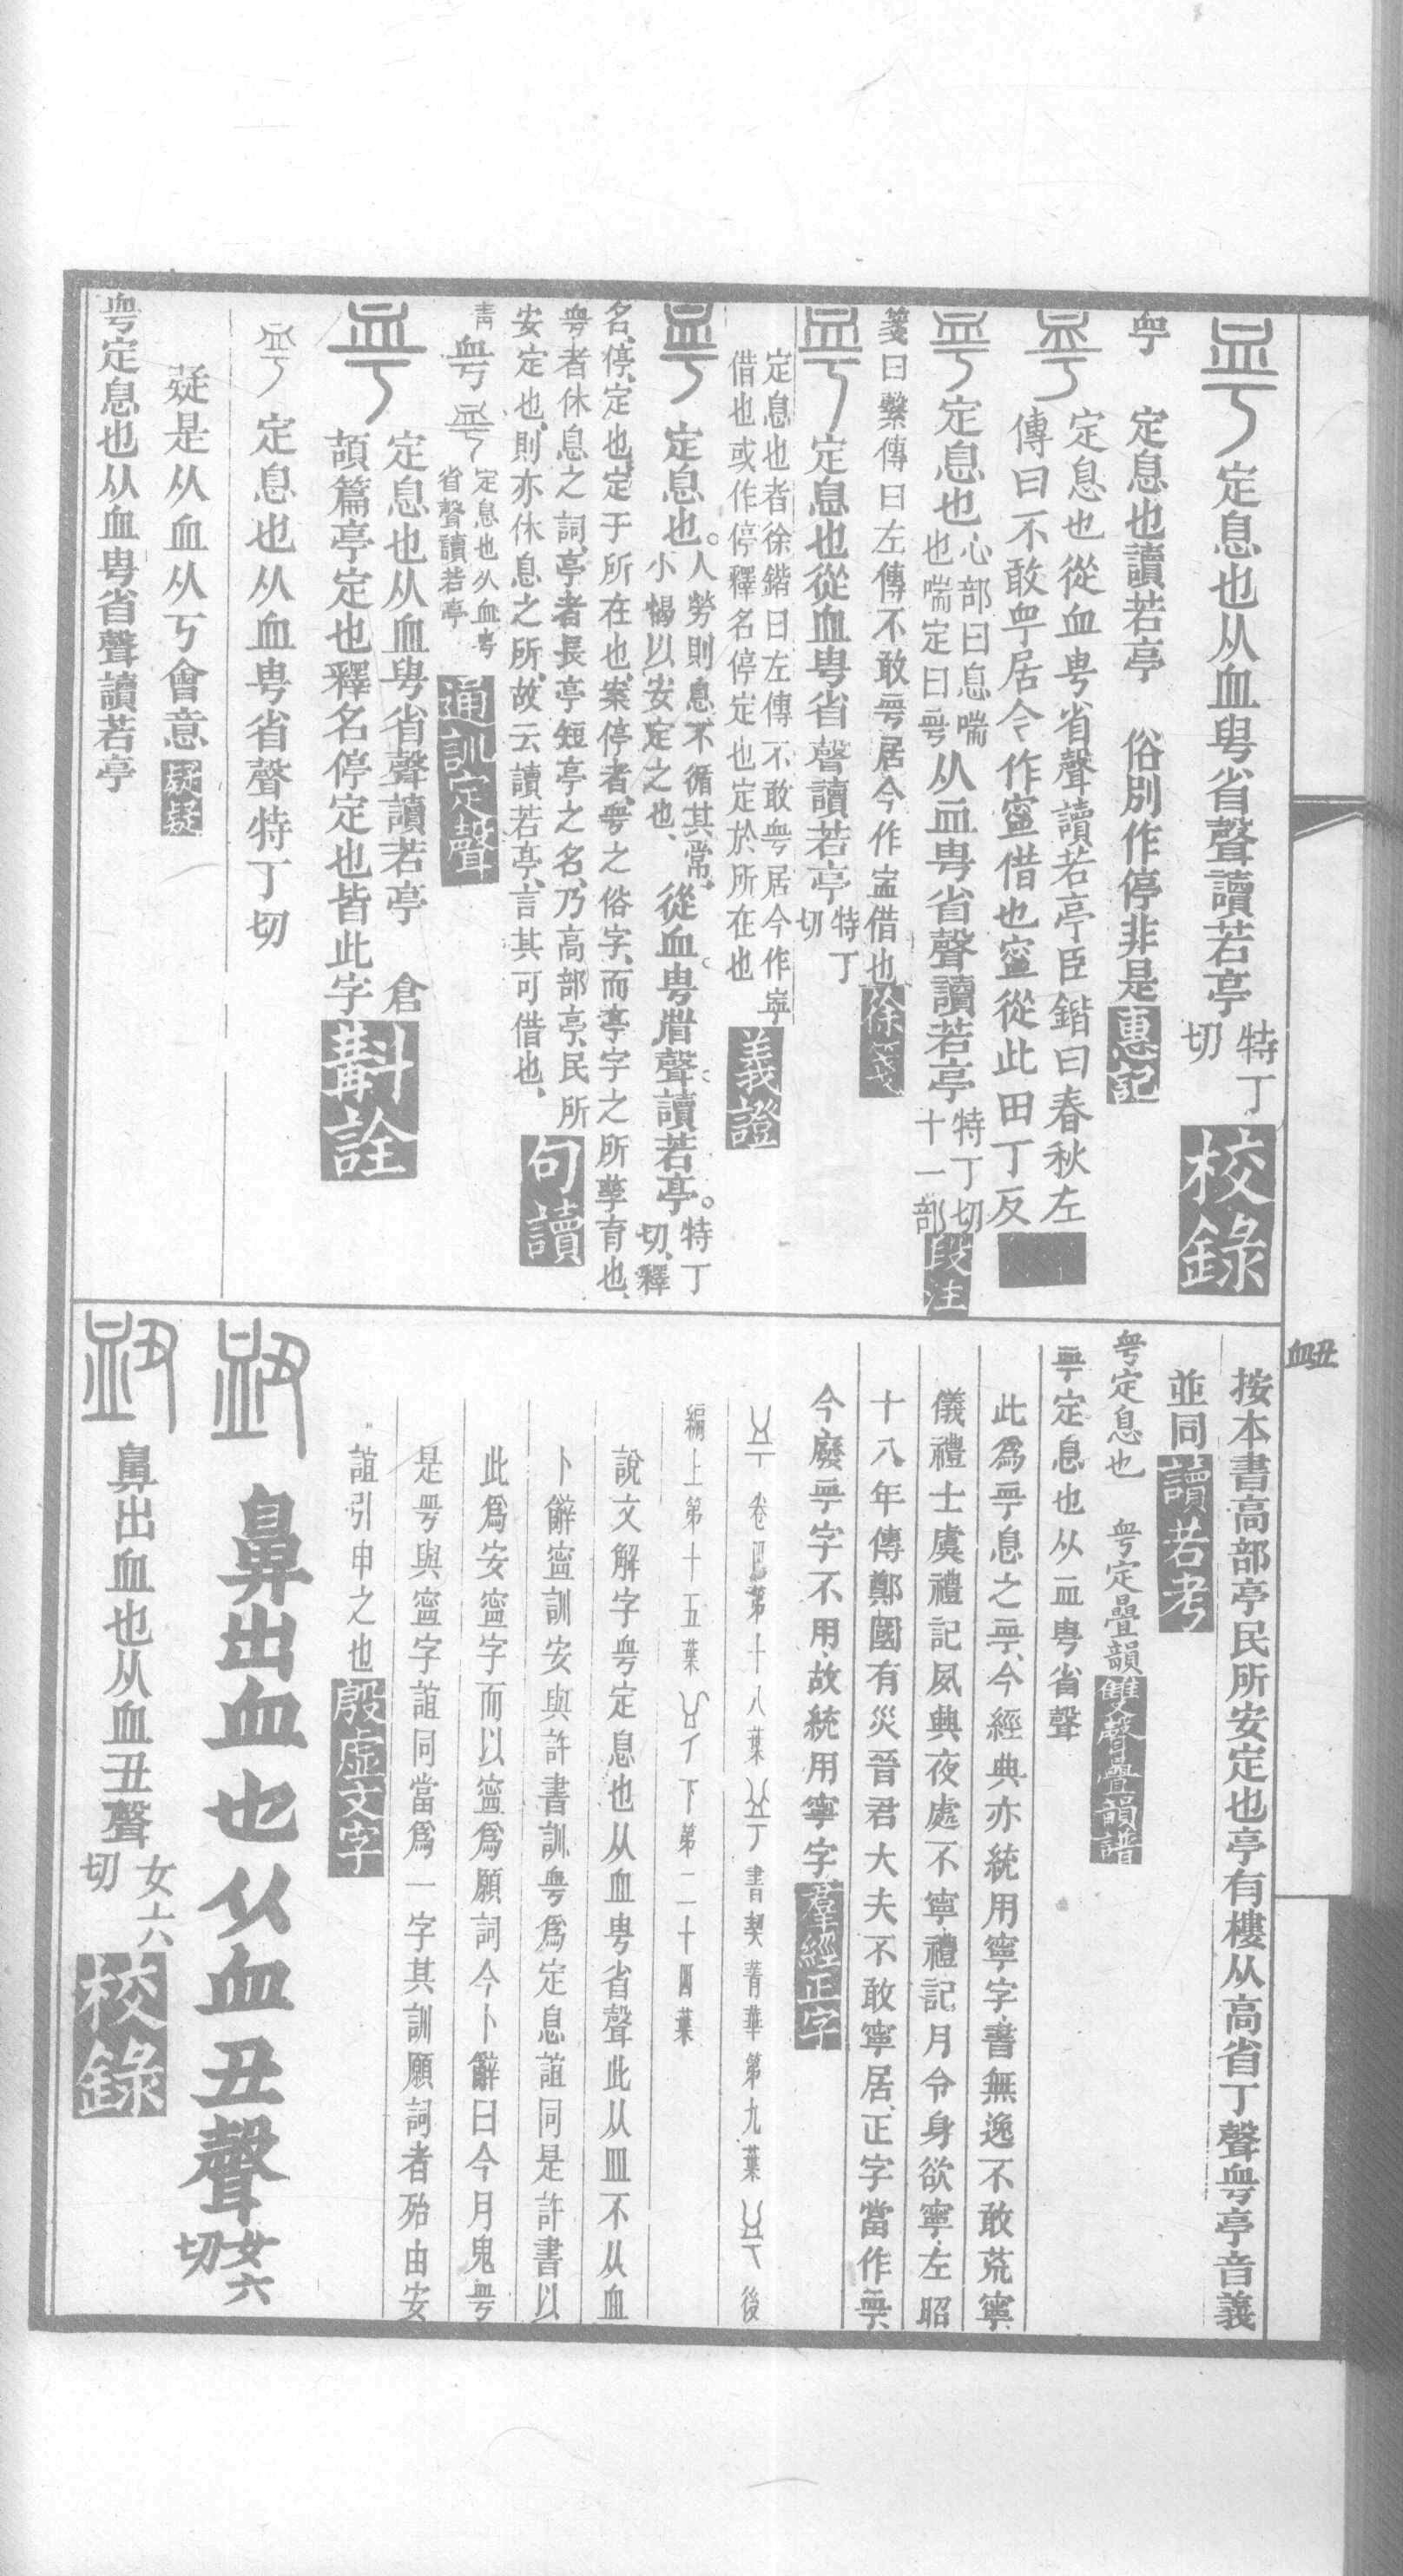 定息也从血甹省聲讀若亭特丁切校錄
甹定息也讀若亭　俗別作停非是惠記
定息也從血甹省聲讀若亭臣鍇曰春秋左
傳曰不敢甹居今作寍借也寍從此田丁反
定息也心部曰息喘也喘定曰甹从血甹省聲讀若亭特丁切十一部段注
箋曰繫傳曰左傳不敢甹居今作寍借也徐箋
定息也從血甹省聲讀若亭特丁切
定息也者徐鍇曰左傳不敢甹居今作寧
借也或作停釋名停定也定於所在也義證
定息也。人勞則息、不循其常、小愒以安定之也、從血。甹省聲。讀若亭。特丁切、釋
名、停、定也、定于所在也、案停者、甹之俗字、而亭字之所孳育也、
甹者休息之詞、亭者長亭短亭之名、乃高部亭、民所
安定也、則亦休息之所、故云讀若亭、言其可借也、句讀
青甹定息也从血甹省聲讀若亭通訓定聲
定息也从血甹省聲讀若亭　倉
頡篇亭定也釋名停定也皆此字斠詮
定息也从血甹省聲特丁切
疑是从血从丂會意疑疑
甹定息也从血甹省聲讀若亭
血丑
按本書高部亭民所安定也亭有樓从高省丁聲甹亭音義
並同讀若考
甹定息也　甹定疊韻雙聲疊韻譜
甹定息也从血甹省聲
此爲甹息之甹、今經典亦統用寧字、書無逸不敢荒寧
儀禮士虞禮記夙興夜處不寧、禮記月令身欲寧、左昭
十八年傳鄭國有災晉君大夫不敢寧居、正字當作甹、
今廢甹字不用、故統用寧字羣經正字
卷四第十八葉　書契菁華第九葉　後
編上第十五葉　下第二十四葉
說文解字甹定息也从血甹省聲此从皿不从血
卜辭寍訓安與許書訓甹爲定息誼同是許書以
此爲安寍字而以寧爲願詞今卜辭曰今月鬼甹
是甹與寧字誼同當爲一字其訓願詞者殆由安
誼引申之也殷虛文字
鼻出血也从血丑聲女六切
鼻出血也从血丑聲女六切校錄